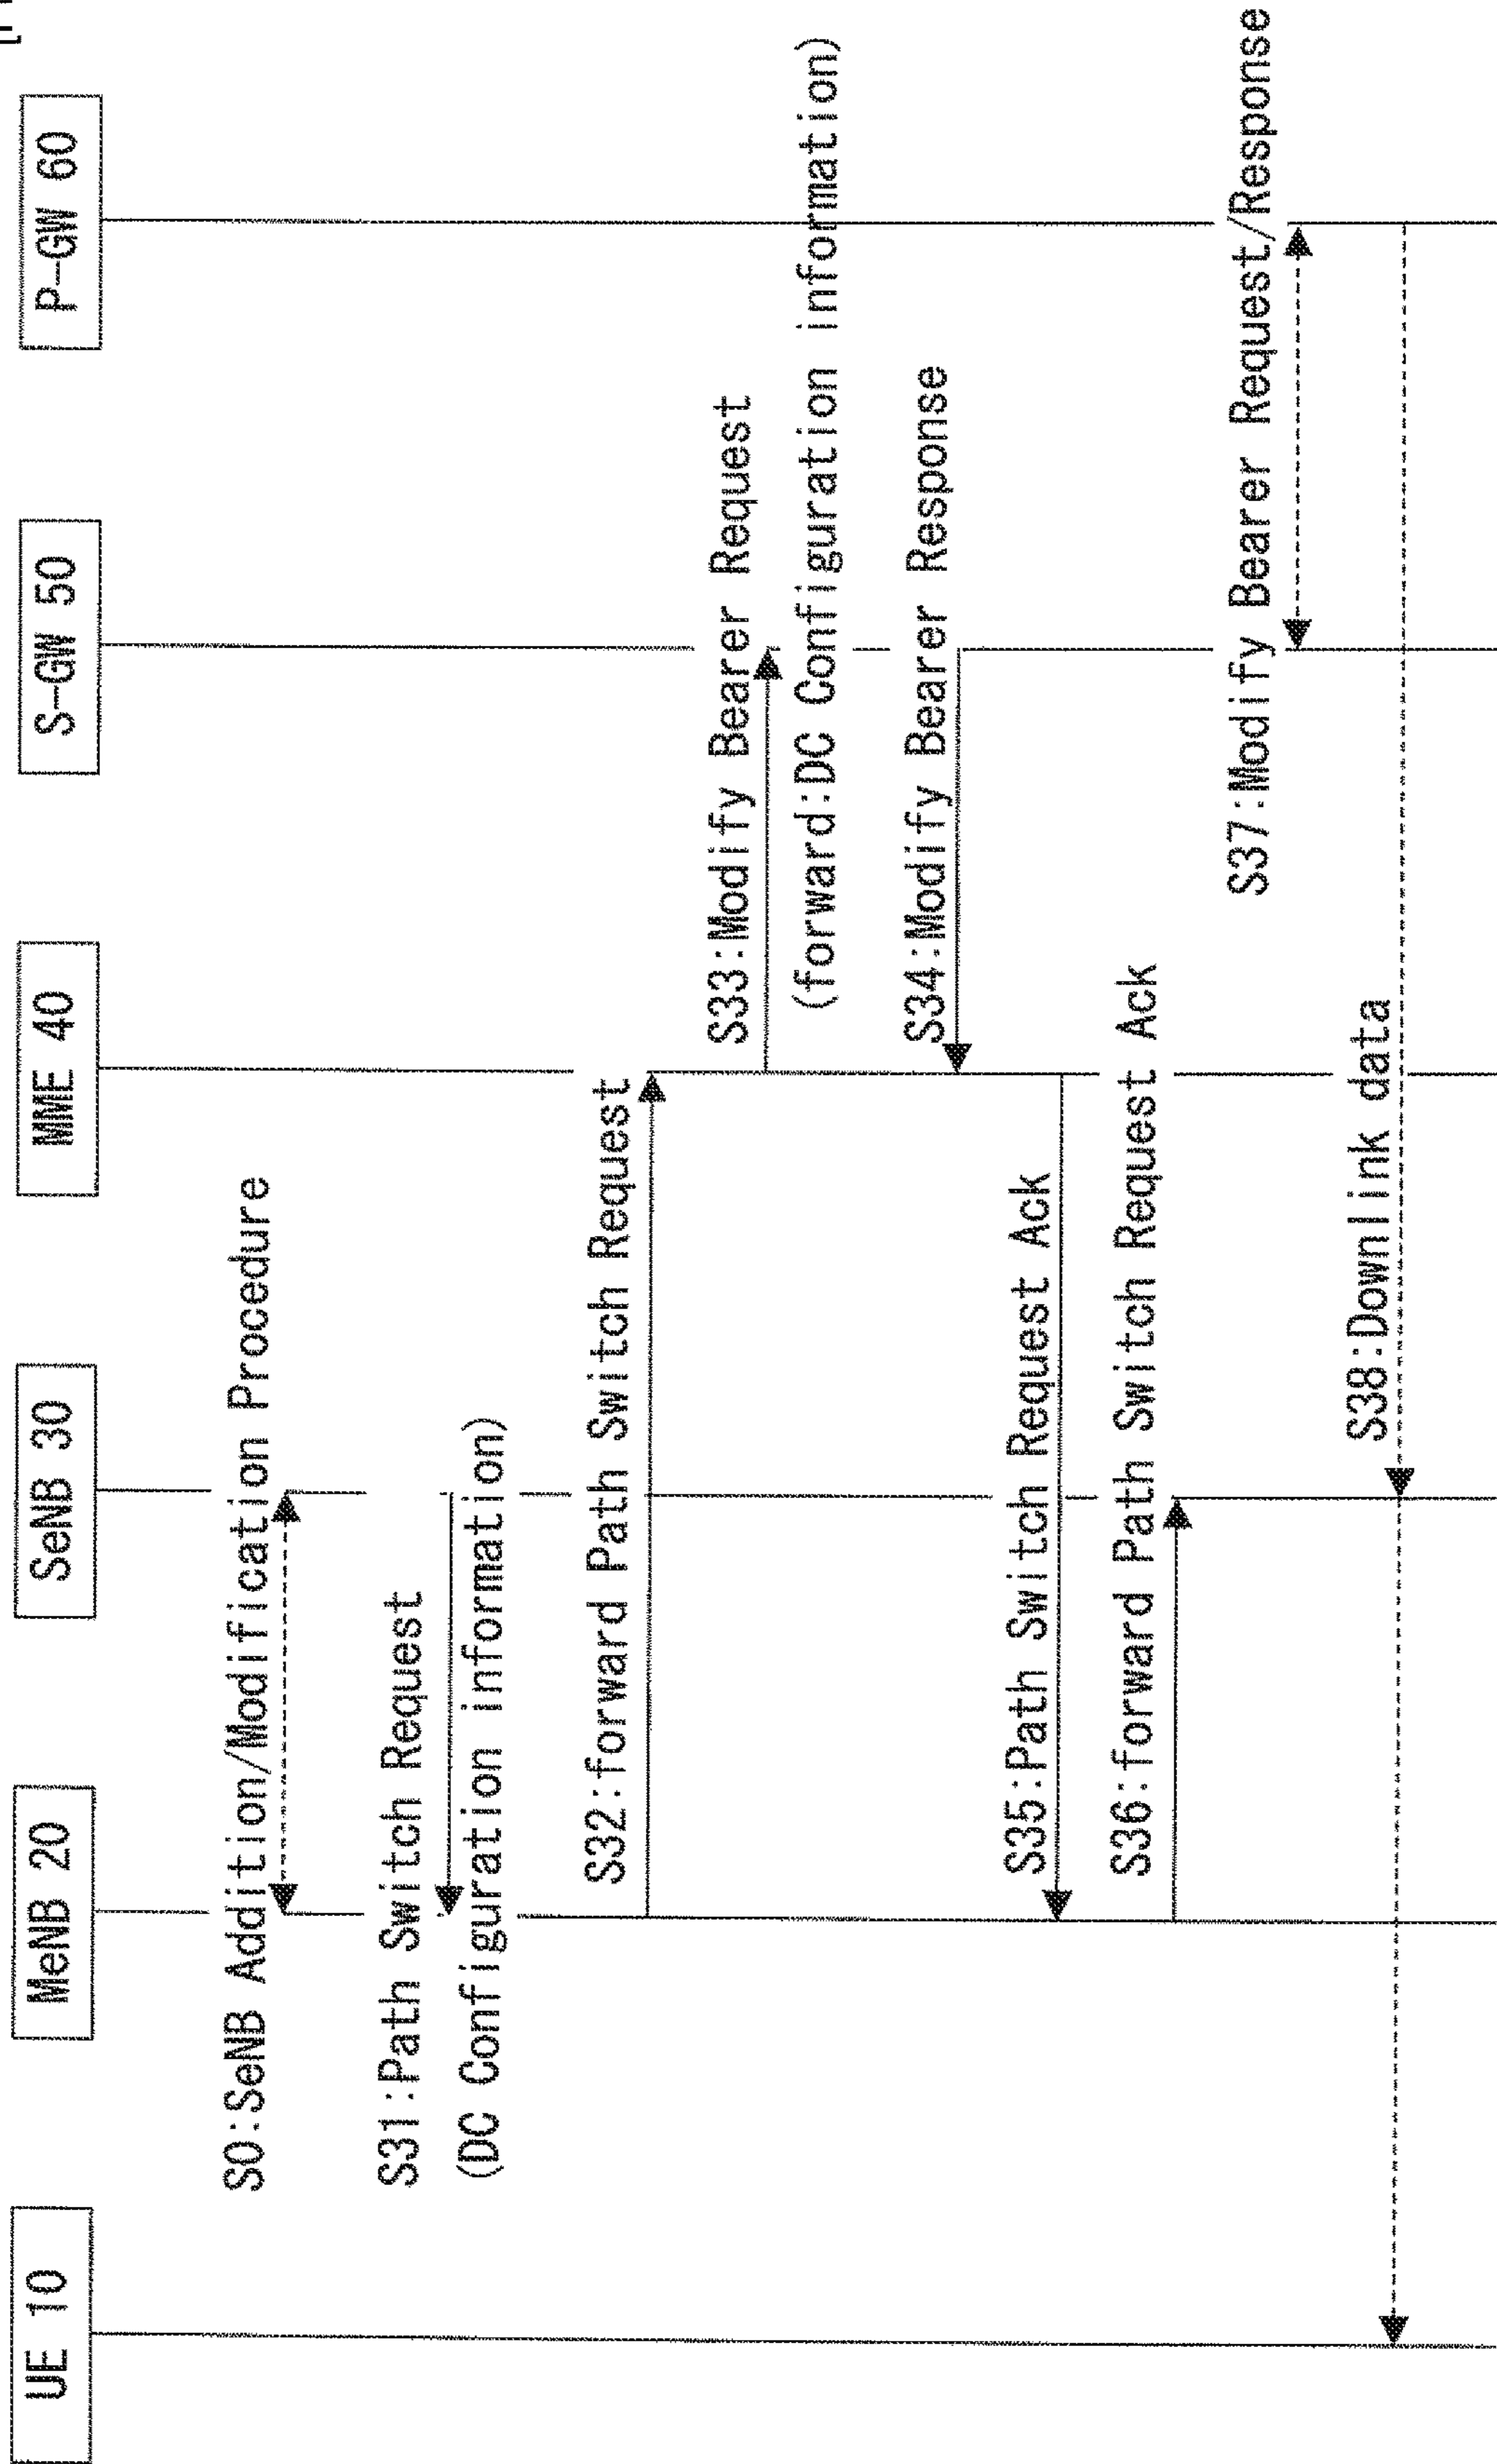 UE 10
MeNB 20
SeNB 30
MME 40
S-GW 50
P-GW 60
S0:SeNB Addition/Modification Procedure
S31:Path Switch Request
(DC Configuration information)
S32:forward Path Switch Request
S33:Modify Bearer Request
(forward:DC Configuration information)
S34:Modify Bearer Response
S35:Path Switch Request Ack
S36:forward Path Switch Request Ack
S37:Modify Bearer Request/Response
S38:Downlink data